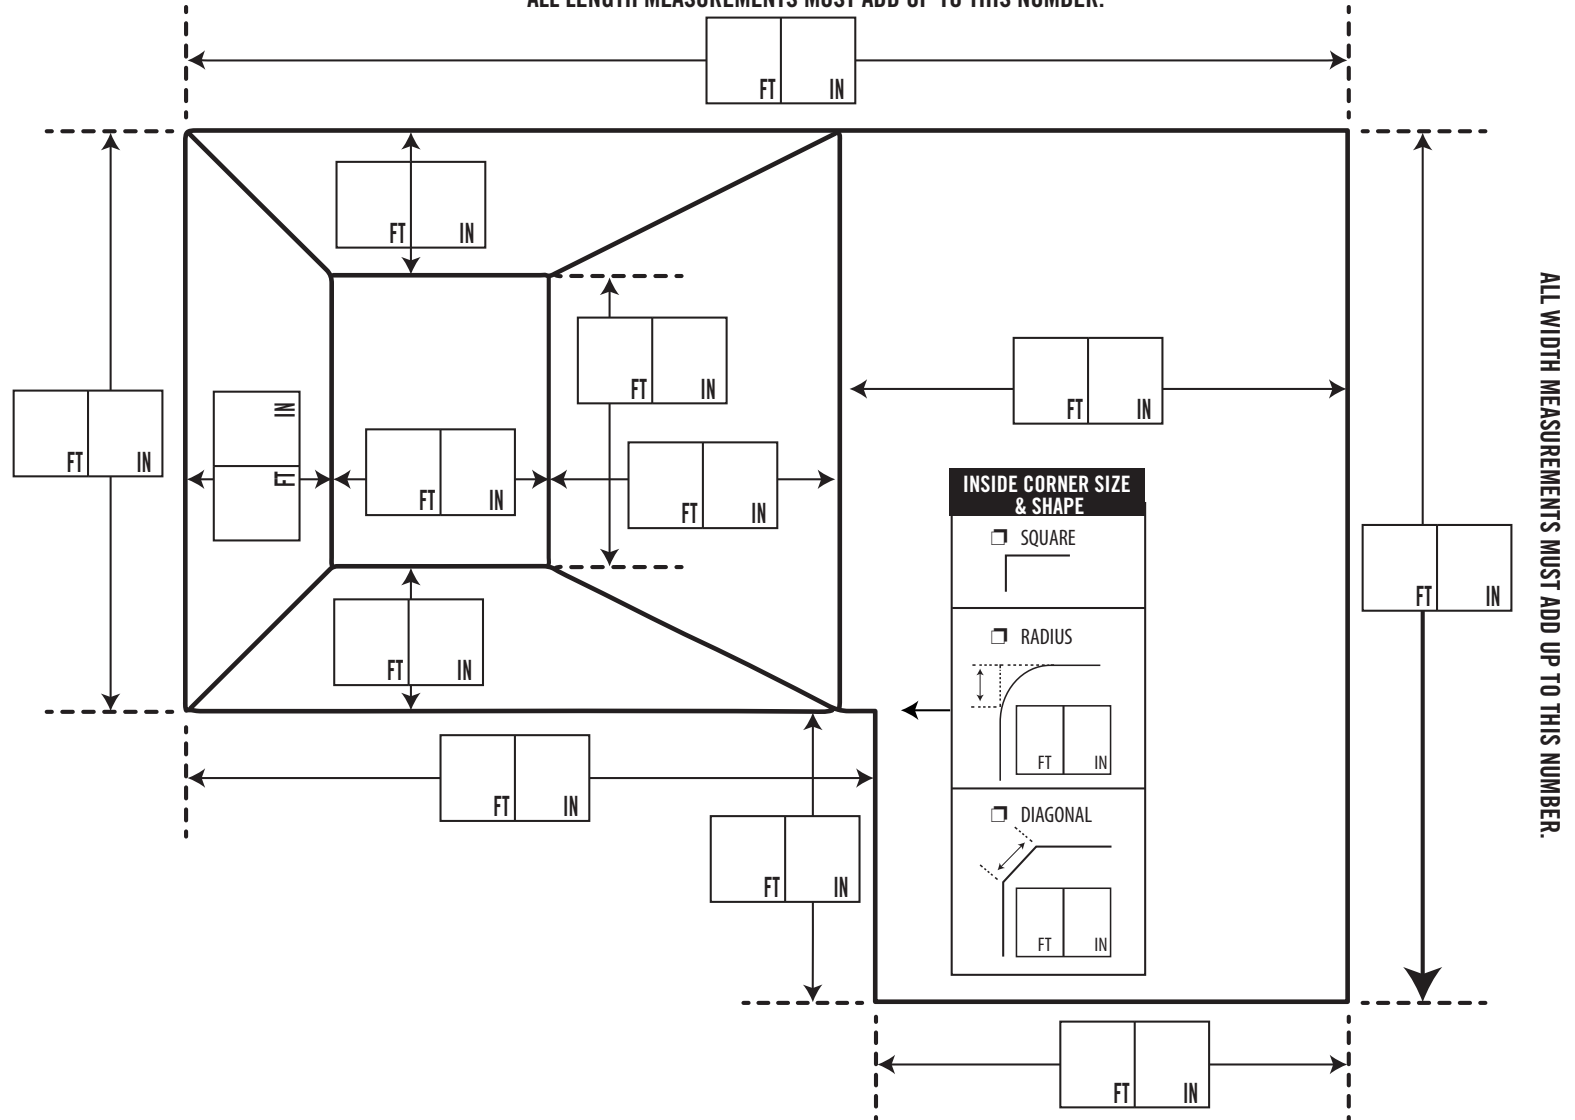 ALL LENGTH MEASUREMENTS MUST ADD UP TO THIS NUMBER.
FT IN
FT IN
FT IN
FT IN
FT IN
FT IN
FT IN
FT IN
FT IN
ALL WIDTH MEASUREMENTS MUST ADD UP TO THIS NUMBER.
INSIDE CORNER SIZE
& SHAPE
SQUARE
FT IN
RADIUS
FT IN
FT IN
FT IN
FT IN
DIAGONAL
FT IN
FT IN